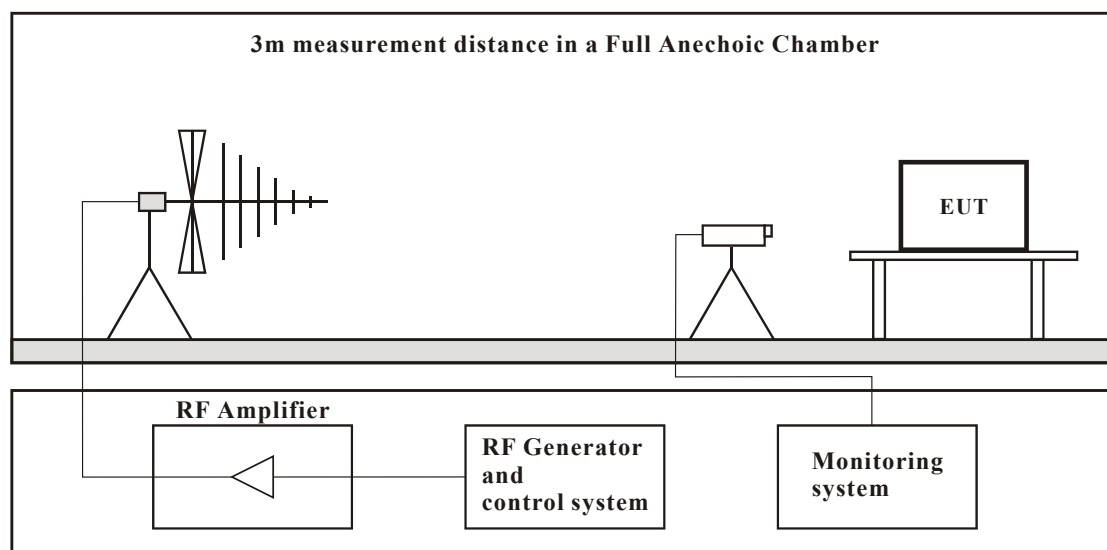 3m measurement distance in a Full Anechoic Chamber
EUT
RF Amplifier
RF Generator
and
control system
Monitoring
system